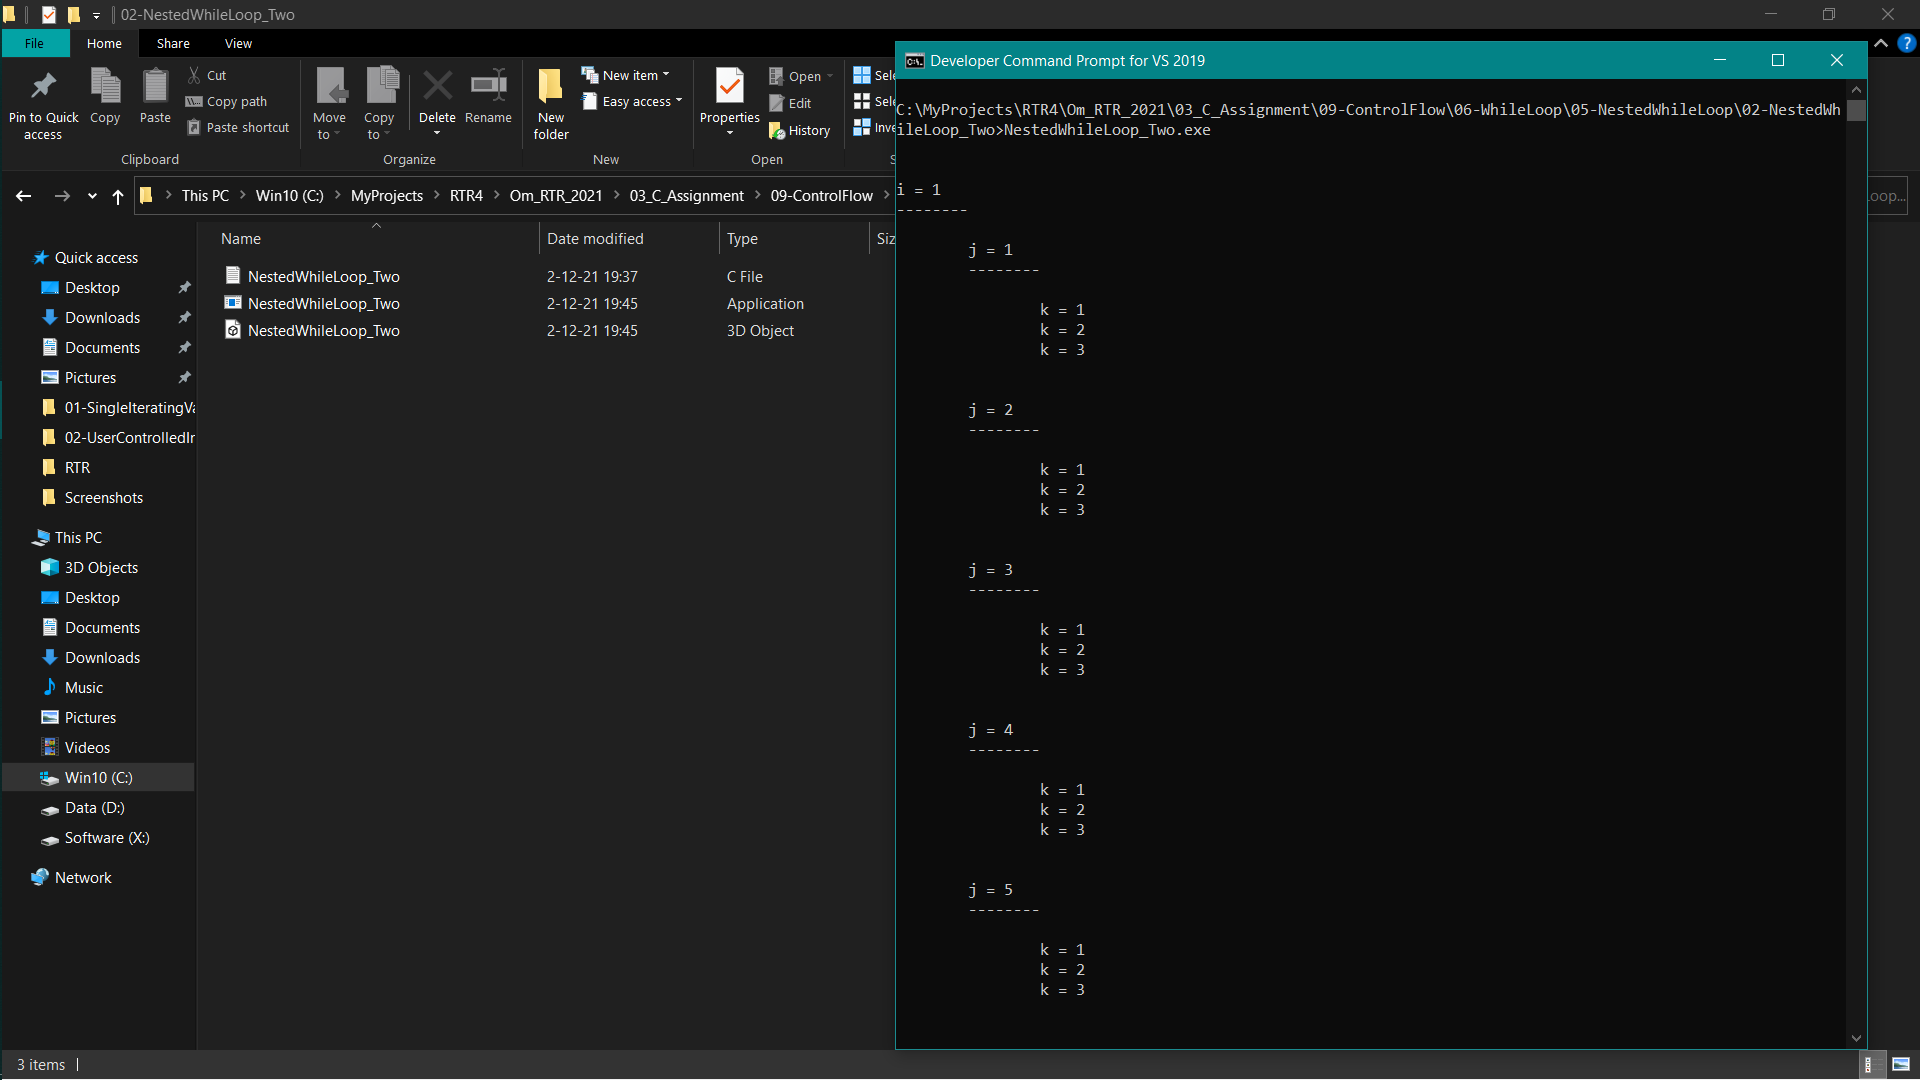 02-NestedWhileLoop_Two
File Home Share View
Pin to Quick access
Copy
Paste
Cut
Copy path
Paste shortcut
Clipboard
Move to
Copy to
Delete
Rename
Organize
New folder
New item
Easy access
New
Properties
Open
Edit
History
Open
Sele
Sele
Inve
S
This PC > Win10 (C:) > MyProjects > RTR4 > Om_RTR_2021 > 03_C_Assignment > 09-ControlFlow >
oop...
Name Date modified Type Siz
NestedWhileLoop_Two 2-12-21 19:37 C File
NestedWhileLoop_Two 2-12-21 19:45 Application
NestedWhileLoop_Two 2-12-21 19:45 3D Object
Quick access
Desktop
Downloads
Documents
Pictures
01-SingleIteratingVa
02-UserControlledIn
RTR
Screenshots
This PC
3D Objects
Desktop
Documents
Downloads
Music
Pictures
Videos
Win10 (C:)
Data (D:)
Software (X:)
Network
3 items
Developer Command Prompt for VS 2019
C:\MyProjects\RTR4\Om_RTR_2021\03_C_Assignment\09-ControlFlow\06-WhileLoop\05-NestedWhileLoop\02-NestedWh
ileLoop_Two>NestedWhileLoop_Two.exe
i = 1
--------
j = 1
--------
k = 1
k = 2
k = 3
j = 2
--------
k = 1
k = 2
k = 3
j = 3
--------
k = 1
k = 2
k = 3
j = 4
--------
k = 1
k = 2
k = 3
j = 5
--------
k = 1
k = 2
k = 3